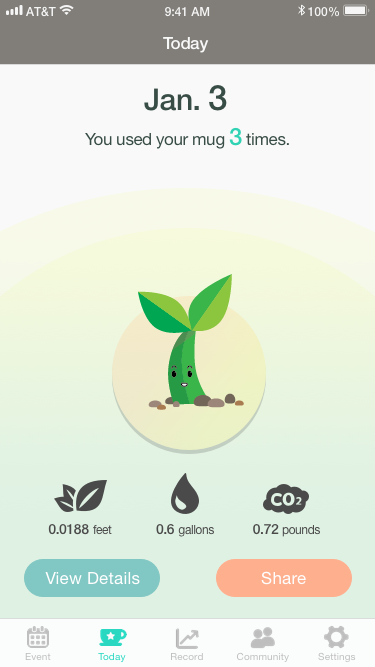 AT&T 9:41 AM 100%
Today
Jan. 3
You used your mug 3 times.
CO2
0.0188 feet 0.6 gallons 0.72 pounds
View Details Share
Event Today Record Community Settings